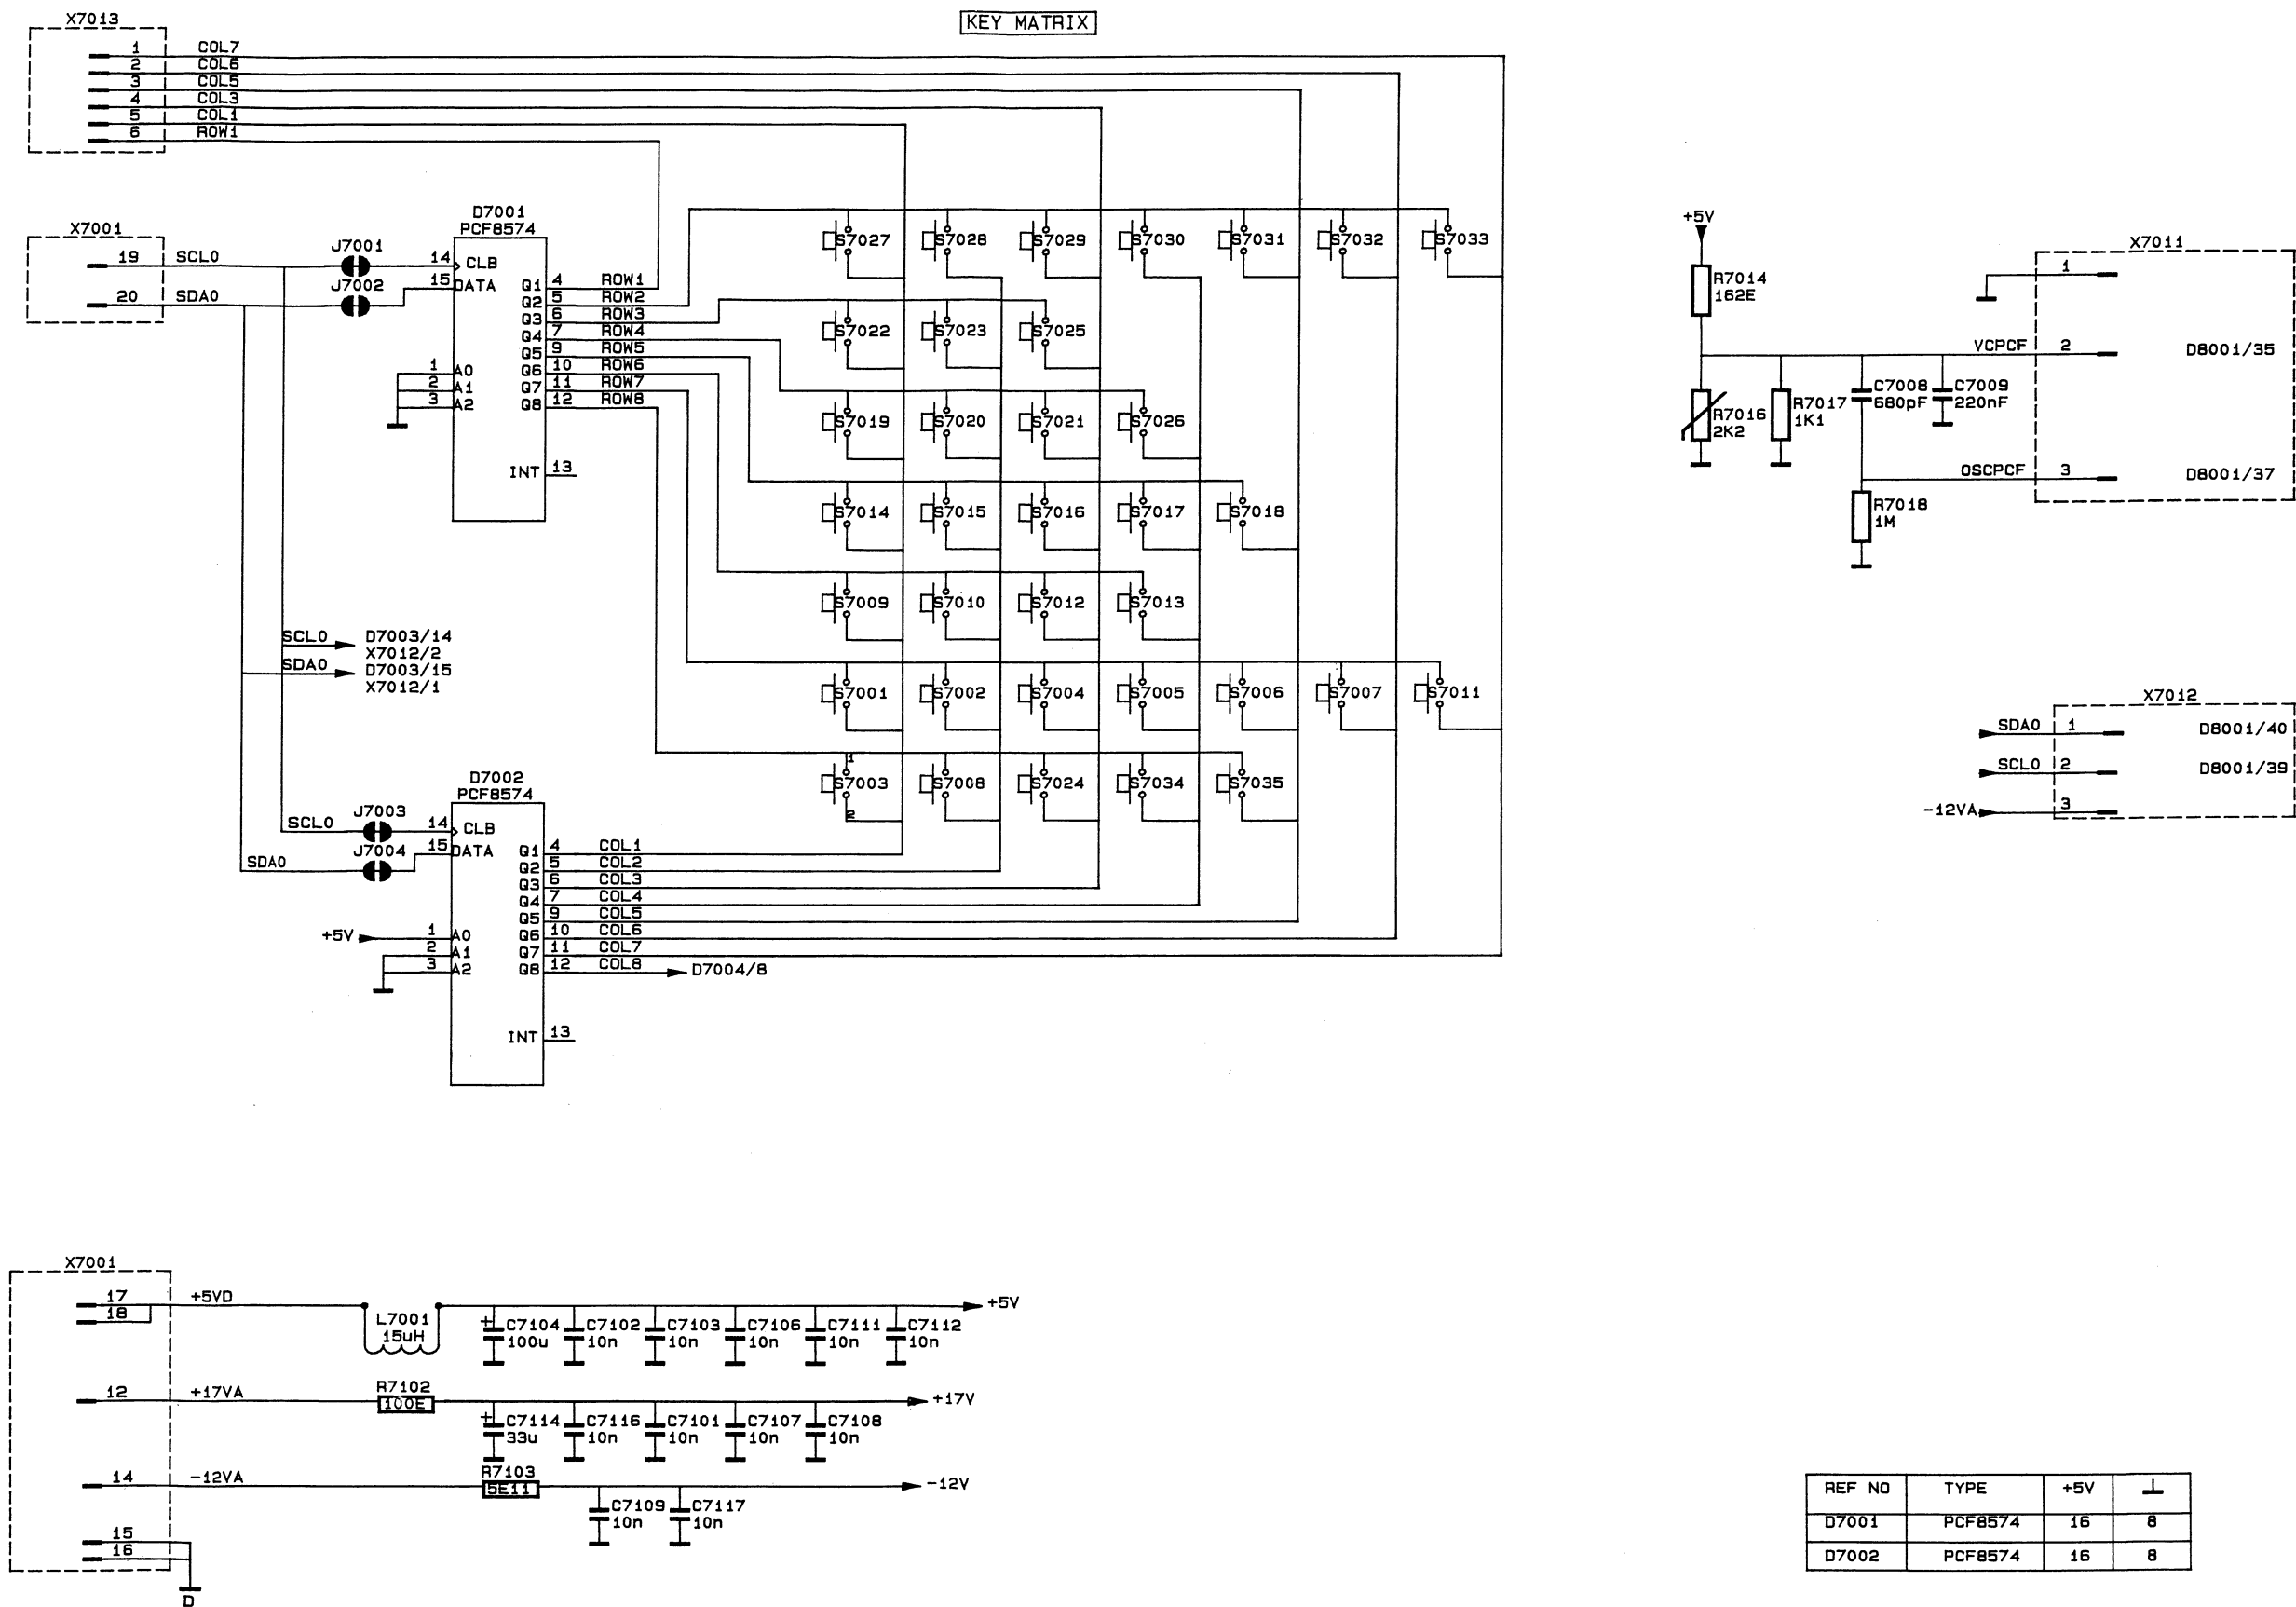 KEY MATRIX
X7013
1 COL7
2 COL6
3 COL5
4 COL3
5 COL1
6 ROW1
X7001
19 SCL0
20 SDA0
J7001
J7002
D7001
PCF8574
14 CLB
15 DATA
1 A0
2 A1
3 A2
Q1 4 ROW1
Q2 5 ROW2
Q3 6 ROW3
Q4 7 ROW4
Q5 9 ROW5
Q6 10 ROW6
Q7 11 ROW7
Q8 12 ROW8
INT 13
S7027 S7028 S7029 S7030 S7031 S7032 S7033
S7022 S7023 S7025
S7019 S7020 S7021 S7026
S7014 S7015 S7016 S7017 S7018
S7009 S7010 S7012 S7013
S7001 S7002 S7004 S7005 S7006 S7007 S7011
1
S7003 S7008 S7024 S7034 S7035
2
SCL0 D7003/14
X7012/2
SDA0 D7003/15
X7012/1
D7002
PCF8574
SCL0 J7003 14 CLB
SDA0 J7004 15 DATA
+5V 1 A0
2 A1
3 A2
Q1 4 COL1
Q2 5 COL2
Q3 6 COL3
Q4 7 COL4
Q5 9 COL5
Q6 10 COL6
Q7 11 COL7
Q8 12 COL8 D7004/8
INT 13
+5V
R7014
162E
R7016
2K2
R7017
1K1
C7008
680pF
C7009
220nF
R7018
1M
X7011
1
VCPCF 2 D8001/35
OSCPCF 3 D8001/37
X7012
SDA0 1 D8001/40
SCL0 2 D8001/39
-12VA 3
X7001
17 +5VD
18
L7001
15uH
+
C7104 C7102 C7103 C7106 C7111 C7112
100u 10n 10n 10n 10n 10n
+5V
12 +17VA
R7102
100E
+
C7114 C7116 C7101 C7107 C7108
33u 10n 10n 10n 10n
+17V
14 -12VA
R7103
5E11
C7109 C7117
10n 10n
-12V
15
16
D
REF NO TYPE +5V
D7001 PCF8574 16 8
D7002 PCF8574 16 8